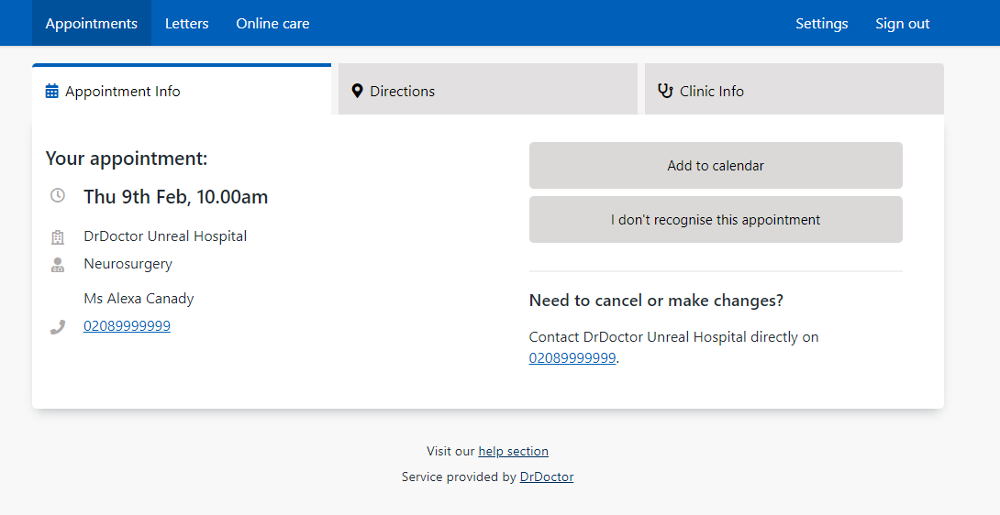 Appointments Letters Online care Settings Sign out
Appointment Info Directions Clinic Info
Your appointment:
Thu 9th Feb, 10.00am
DrDoctor Unreal Hospital
Neurosurgery
Ms Alexa Canady
02089999999
Add to calendar
I don't recognise this appointment
Need to cancel or make changes?
Contact DrDoctor Unreal Hospital directly on
02089999999.
Visit our help section
Service provided by DrDoctor